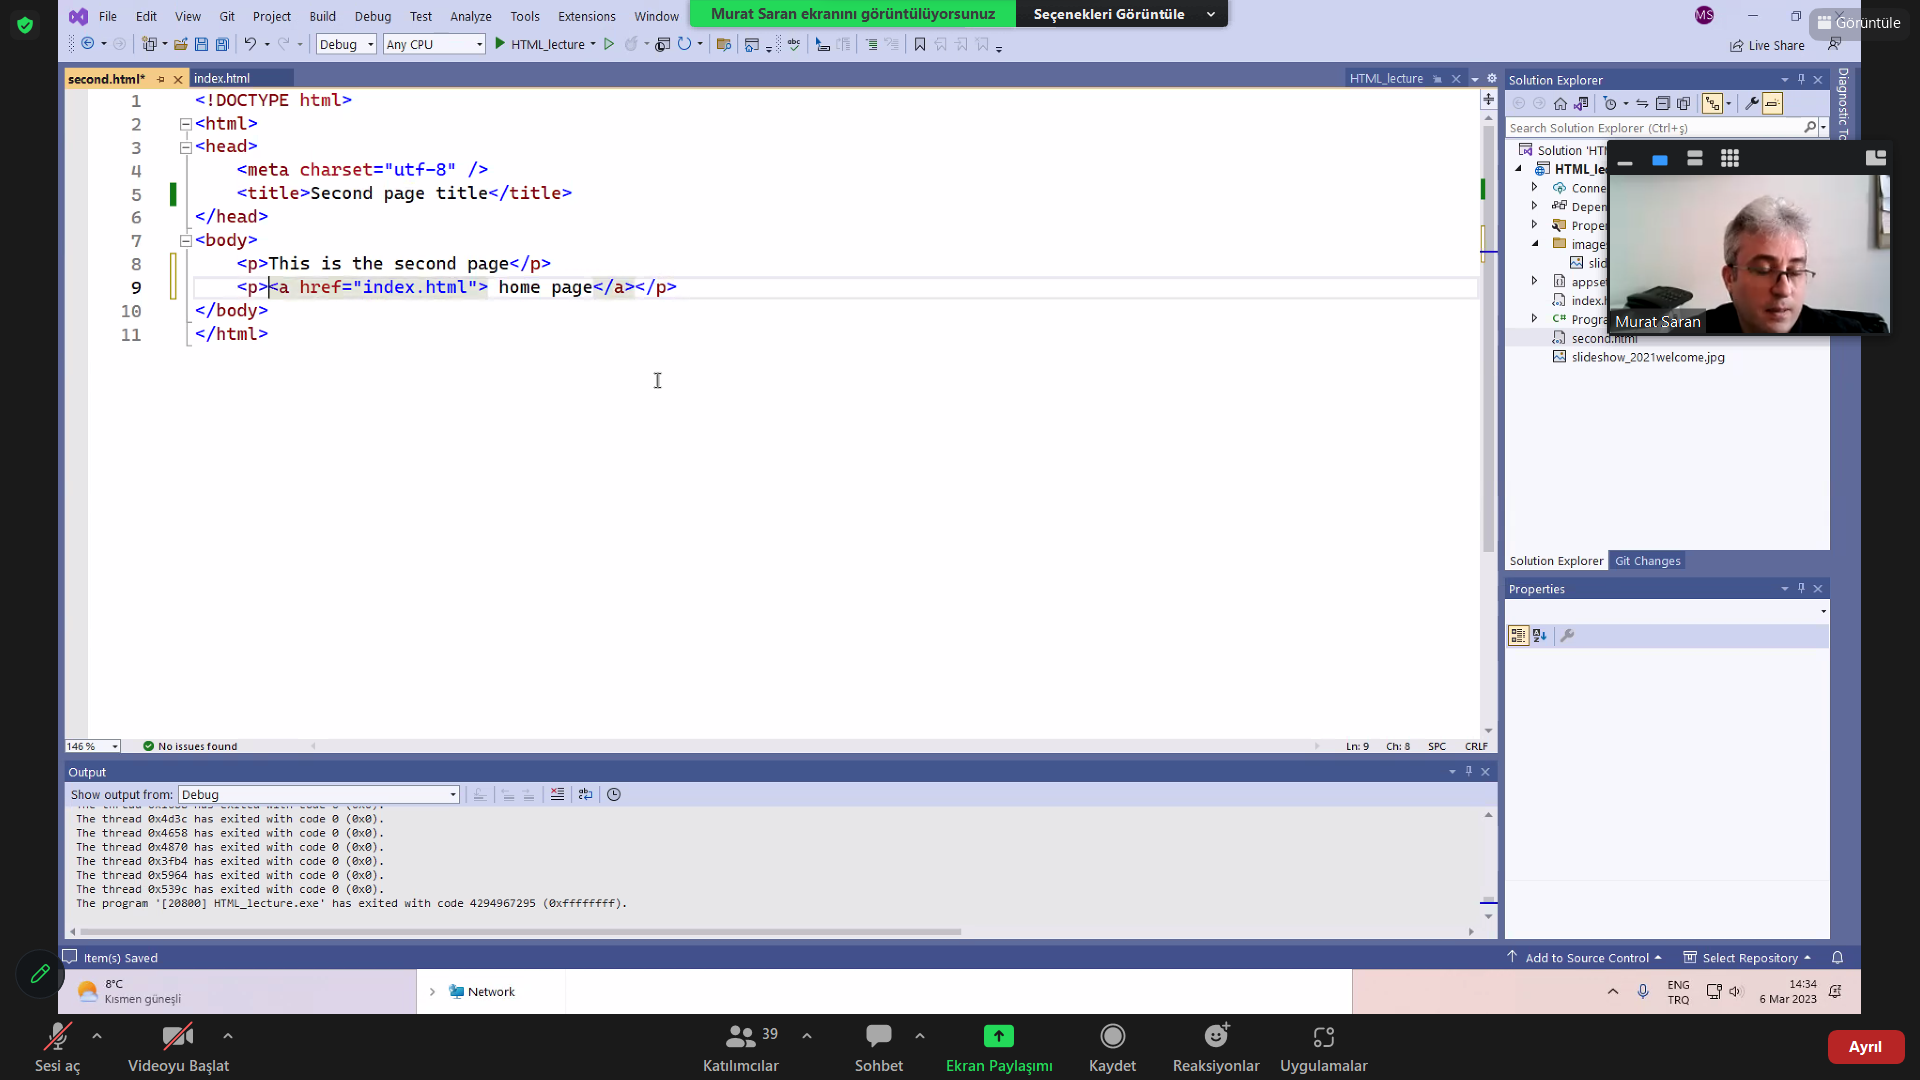 File Edit View Git Project Build Debug Test Analyze Tools Extensions Window
Murat Saran ekranını görüntülüyorsunuz
Seçenekleri Görüntüle
MS
Görüntüle
Debug
Any CPU
HTML_lecture
Live Share
second.html*
index.html
HTML_lecture
1 <!DOCTYPE html>
2 <html>
3 <head>
4 <meta charset="utf-8" />
5 <title>Second page title</title>
6 </head>
7 <body>
8 <p>This is the second page</p>
9 <p><a href="index.html"> home page</a></p>
10 </body>
11 </html>
Solution Explorer
Search Solution Explorer (Ctrl+ş)
Solution 'HTM
HTML_le
Conne
Depen
Proper
images
slid
appset
index.h
Progra
second.html
slideshow_2021welcome.jpg
Murat Saran
Diagnostic To
Solution Explorer
Git Changes
Properties
146 %
No issues found
Ln: 9 Ch: 8 SPC CRLF
Output
Show output from: Debug
The thread 0x4d3c has exited with code 0 (0x0).
The thread 0x4658 has exited with code 0 (0x0).
The thread 0x4870 has exited with code 0 (0x0).
The thread 0x3fb4 has exited with code 0 (0x0).
The thread 0x5964 has exited with code 0 (0x0).
The thread 0x539c has exited with code 0 (0x0).
The program '[20800] HTML_lecture.exe' has exited with code 4294967295 (0xffffffff).
Item(s) Saved
Add to Source Control
Select Repository
8°C
Kısmen güneşli
Network
ENG
TRQ
14:34
6 Mar 2023
Sesi aç
Videoyu Başlat
39
Katılımcılar
Sohbet
Ekran Paylaşımı
Kaydet
Reaksiyonlar
Uygulamalar
Ayrıl